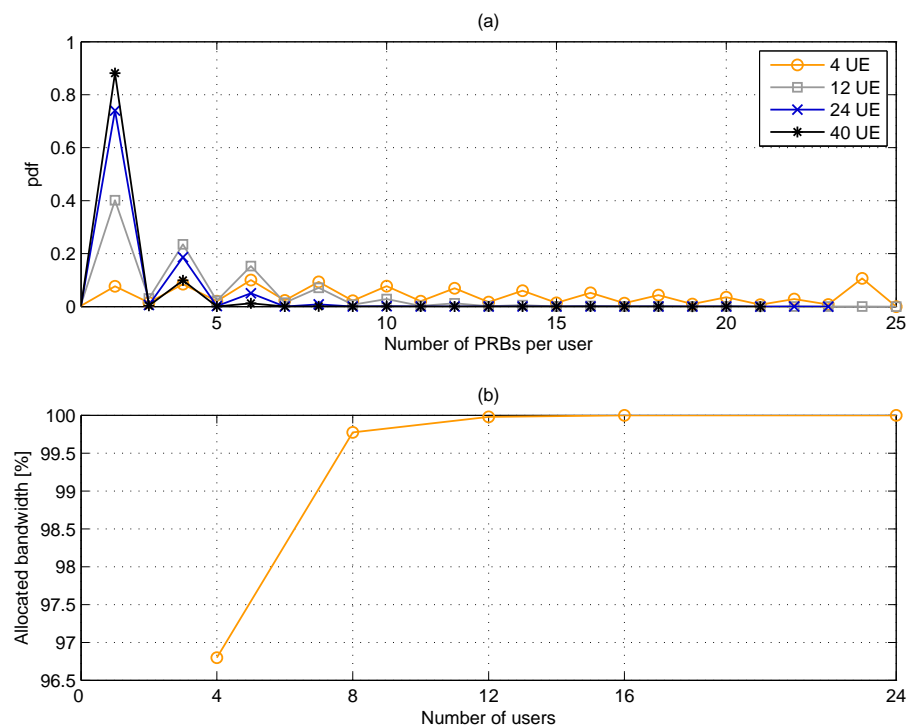 (a)
1
0.8
0.6
0.4
0.2
0
pdf
4 UE
12 UE
24 UE
40 UE
5 10 15 20 25
Number of PRBs per user
(b)
100
99.5
99
98.5
98
97.5
97
96.5
Allocated bandwidth [%]
0 4 8 12 16 24
Number of users